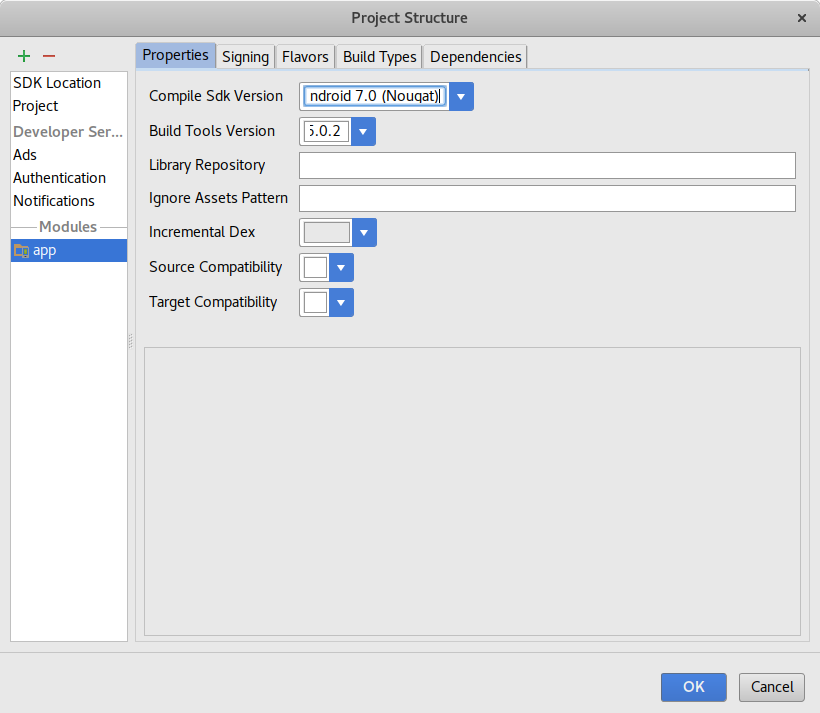 Project Structure
Properties Signing Flavors Build Types Dependencies
SDK Location
Project
Developer Ser...
Ads
Authentication
Notifications
Modules
app
Compile Sdk Version ndroid 7.0 (Nougat)
Build Tools Version 5.0.2
Library Repository
Ignore Assets Pattern
Incremental Dex
Source Compatibility
Target Compatibility
OK Cancel